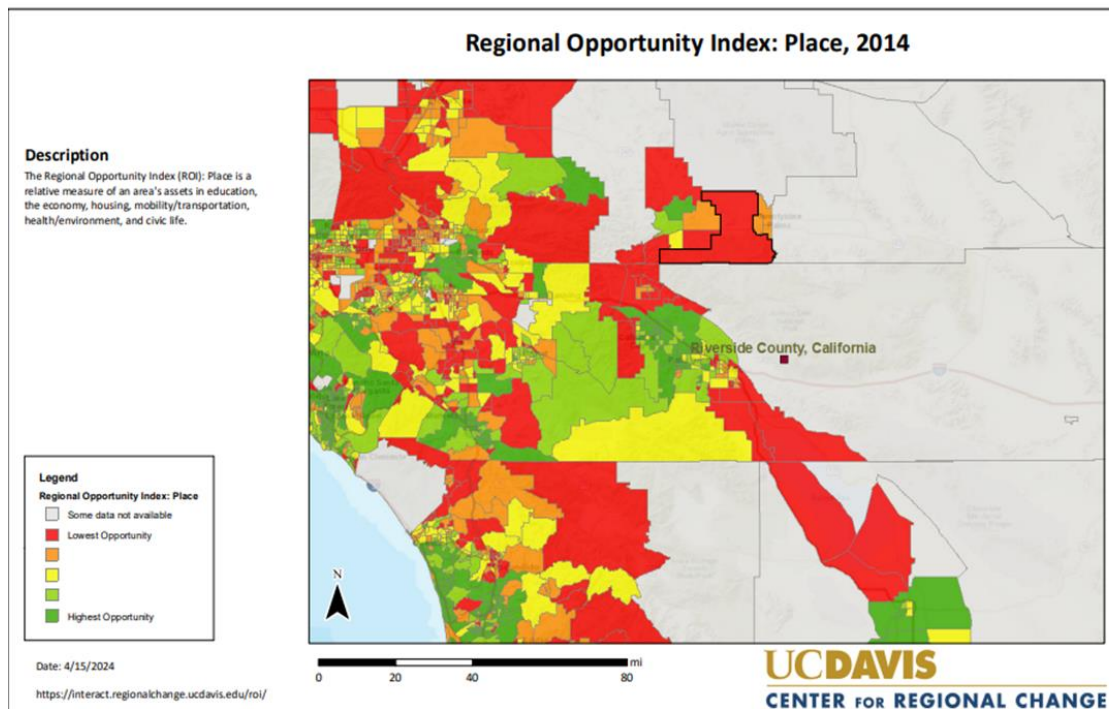 Regional Opportunity Index: Place, 2014
Description
The Regional Opportunity Index (ROI): Place is a
relative measure of an area's assets in education,
the economy, housing, mobility/transportation,
health/environment, and civic life.
Riverside County, California
Legend
Regional Opportunity Index: Place
Some data not available
Lowest Opportunity
Highest Opportunity
N
Date: 4/15/2024
https://interact.regionalchange.ucdavis.edu/roi/
0 20 40 80 mi
UCDAVIS
CENTER FOR REGIONAL CHANGE